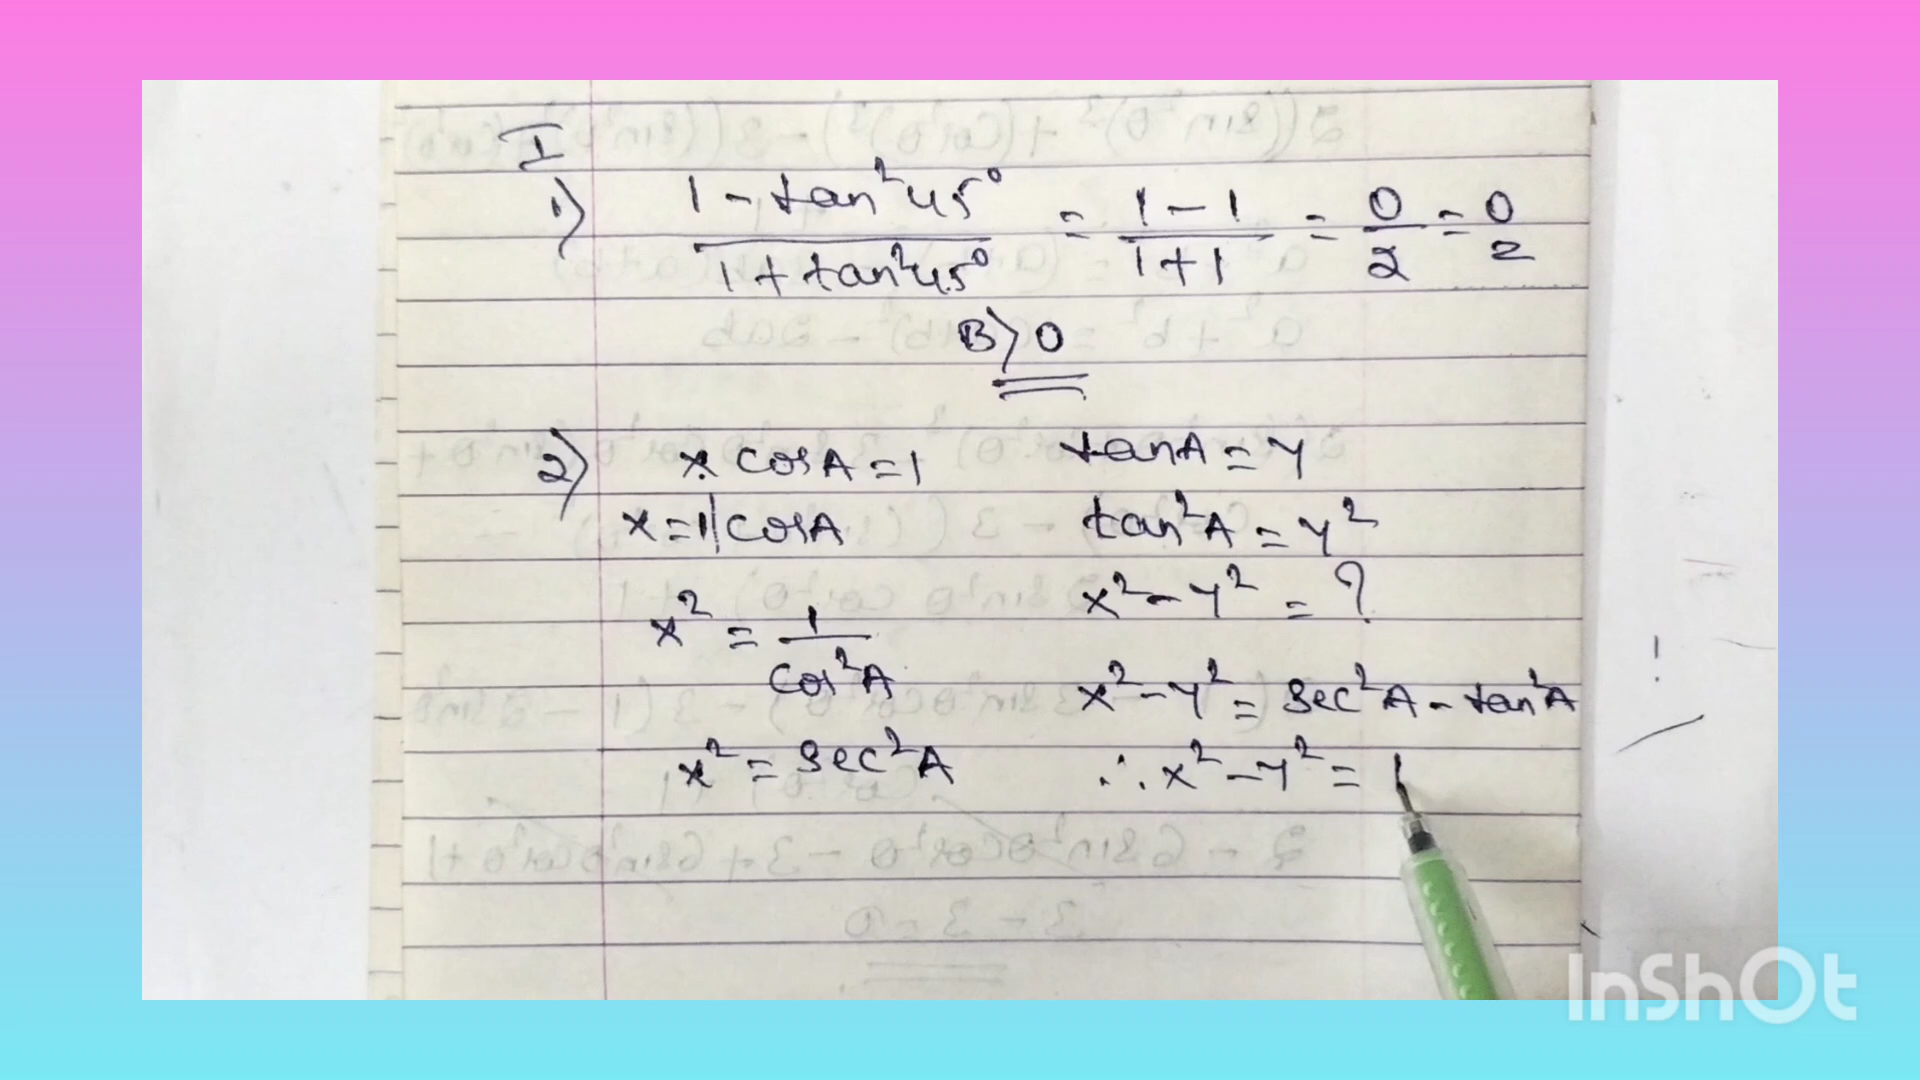 I
1) 1 - tan²45° / 1 + tan²45° = 1 - 1 / 1 + 1 = 0 / 2 = 0 / 2
B) 0
2) x cosA = 1 tanA = y
x = 1/cosA tan²A = y²
x² - y² = ?
x² = 1 / cos²A
x² - y² = sec²A - tan²A
x² = sec²A ∴ x² - y² = 1
InShOt